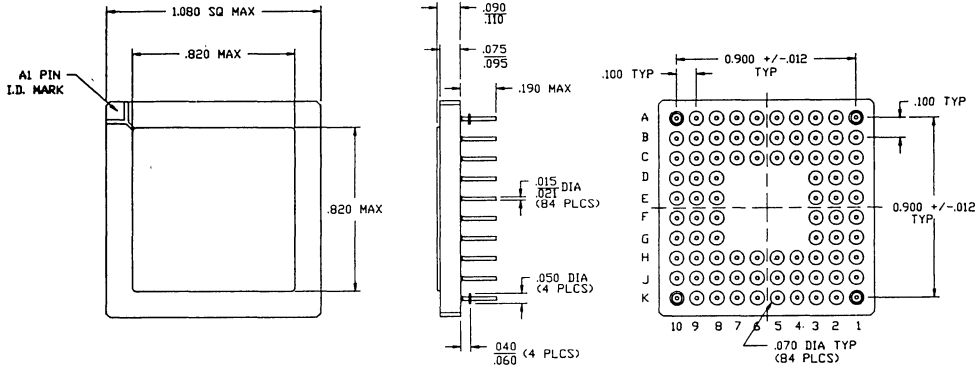 1.080 SQ MAX
.820 MAX
A1 PIN
I.D. MARK
.820 MAX
.090
.110
.075
.095
.190 MAX
.015
.021 DIA
(84 PLCS)
.050 DIA
(4 PLCS)
.040
.060 (4 PLCS)
0.900 +/-.012
TYP
.100 TYP
.100 TYP
A
B
C
D
E
F
G
H
J
K
0.900 +/-.012
TYP
10 9 8 7 6 5 4 3 2 1
.070 DIA TYP
(84 PLCS)